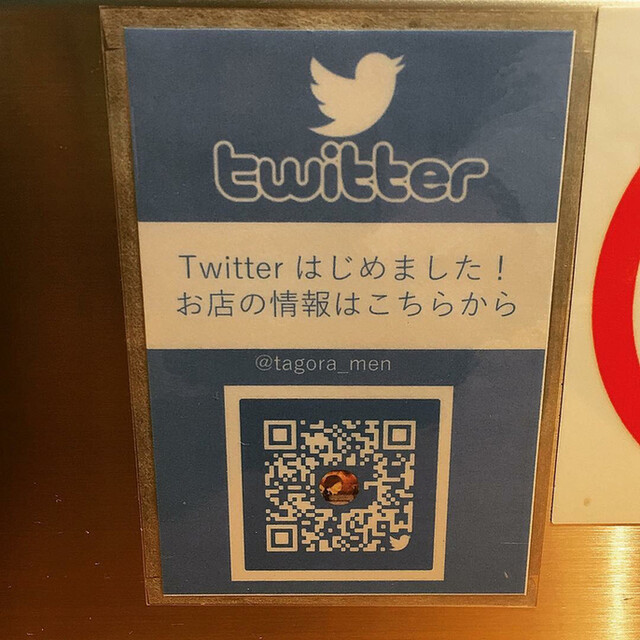 twitter
Twitter はじめました!
お店の情報はこちらから
@tagora_men